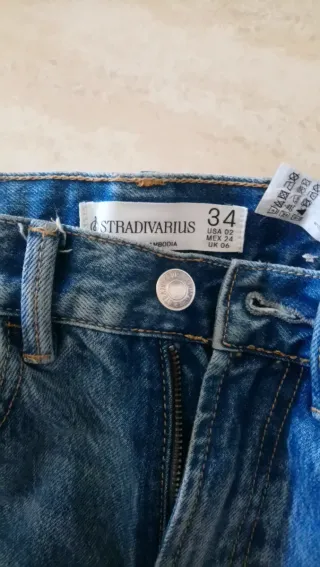 STRADIVARIUS
34
USA 02
MEX 24
UK 06
CAMBODIA